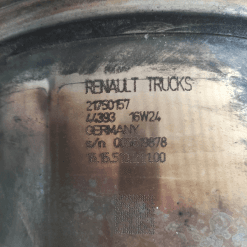 RENAULT TRUCKS
21750157
44393 16W24
GERMANY
s/n